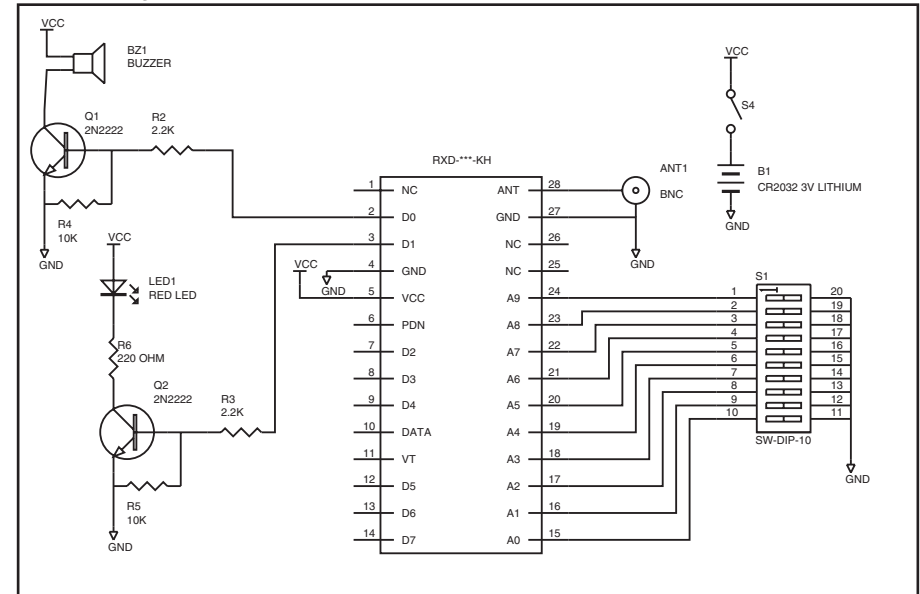 VCC
BZ1
BUZZER
Q1
2N2222
R2
2.2K
R4
10K
GND
VCC
LED1
RED LED
R6
220 OHM
Q2
2N2222
R3
2.2K
R5
10K
GND
VCC
GND
RXD-***-KH
1 NC
2 D0
3 D1
4 GND
5 VCC
6 PDN
7 D2
8 D3
9 D4
10 DATA
11 VT
12 D5
13 D6
14 D7
ANT 28
GND 27
NC 26
NC 25
A9 24
A8 23
A7 22
A6 21
A5 20
A4 19
A3 18
A2 17
A1 16
A0 15
ANT1
BNC
GND
VCC
S4
B1
CR2032 3V LITHIUM
GND
S1
1 20
2 19
3 18
4 17
5 16
6 15
7 14
8 13
9 12
10 11
SW-DIP-10
GND